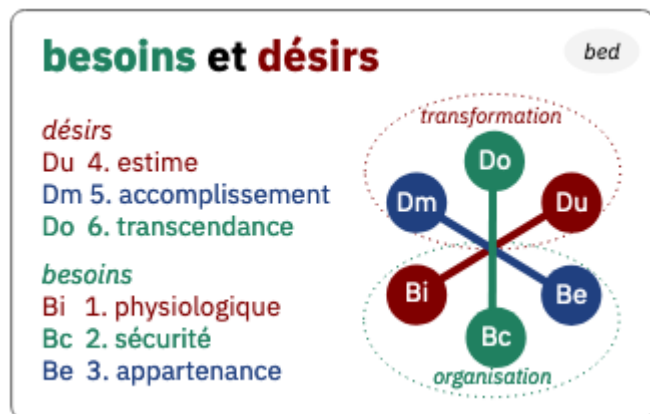 besoins et désirs
bed
désirs
Du 4. estime
Dm 5. accomplissement
Do 6. transcendance
besoins
Bi 1. physiologique
Bc 2. sécurité
Be 3. appartenance
transformation
Do
Dm
Du
Bi
Be
Bc
organisation